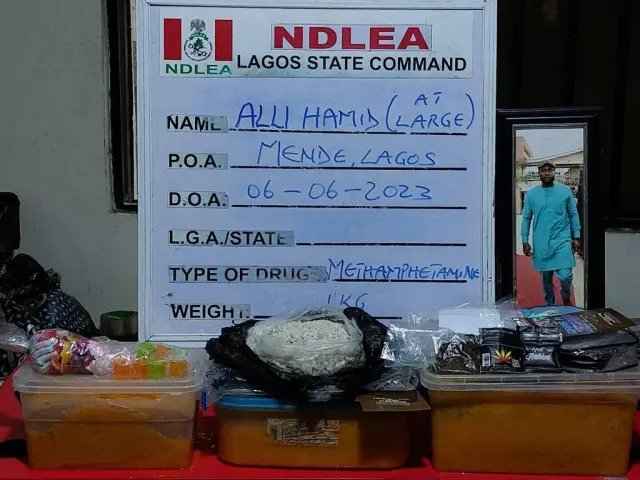 NDLEA
NDLEA
LAGOS STATE COMMAND
NAME ALLI HAMID (AT LARGE)
P.O.A. MENDE, LAGOS
D.O.A. 06-06-2023
L.G.A./STATE
TYPE OF DRUG METHAMPHETAMINE
WEIGHT. 1KG